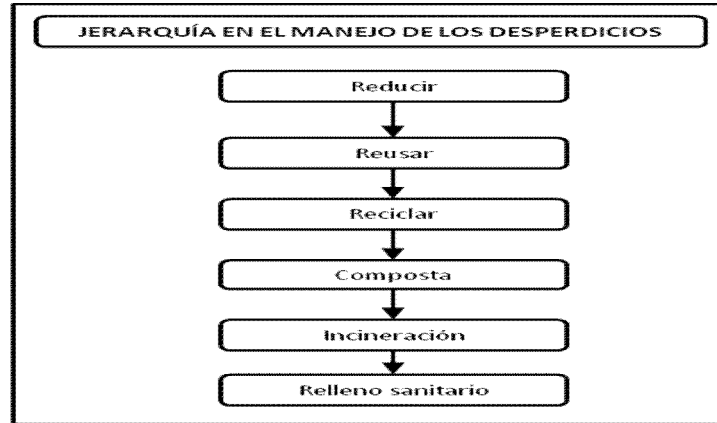 JERARQUÍA EN EL MANEJO DE LOS DESPERDICIOS
Reducir
Reusar
Reciclar
Composta
Incineración
Relleno sanitario